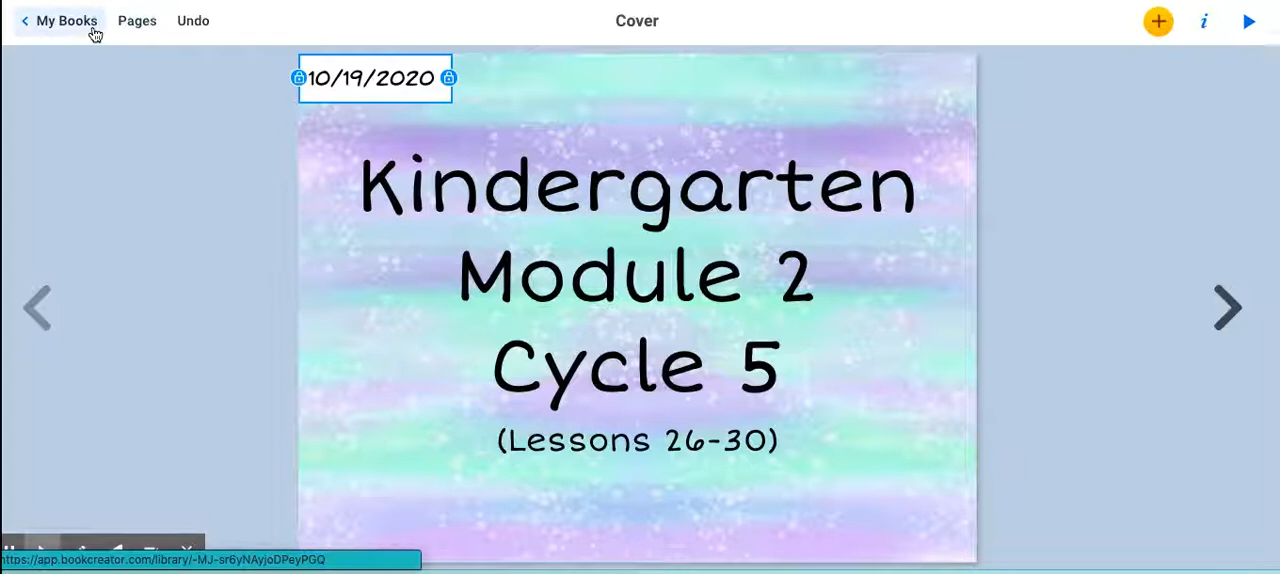 My Books Pages Undo Cover
10/19/2020
Kindergarten
Module 2
Cycle 5
(Lessons 26-30)
https://app.bookcreator.com/library/-MJ-sr6yNAyjoDPeyPGQ